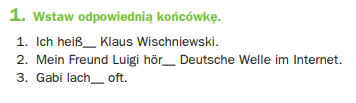 1. Wstaw odpowiednią końcówkę.
1. Ich heiß__ Klaus Wischniewski.
2. Mein Freund Luigi hör__ Deutsche Welle im Internet.
3. Gabi lach__ oft.